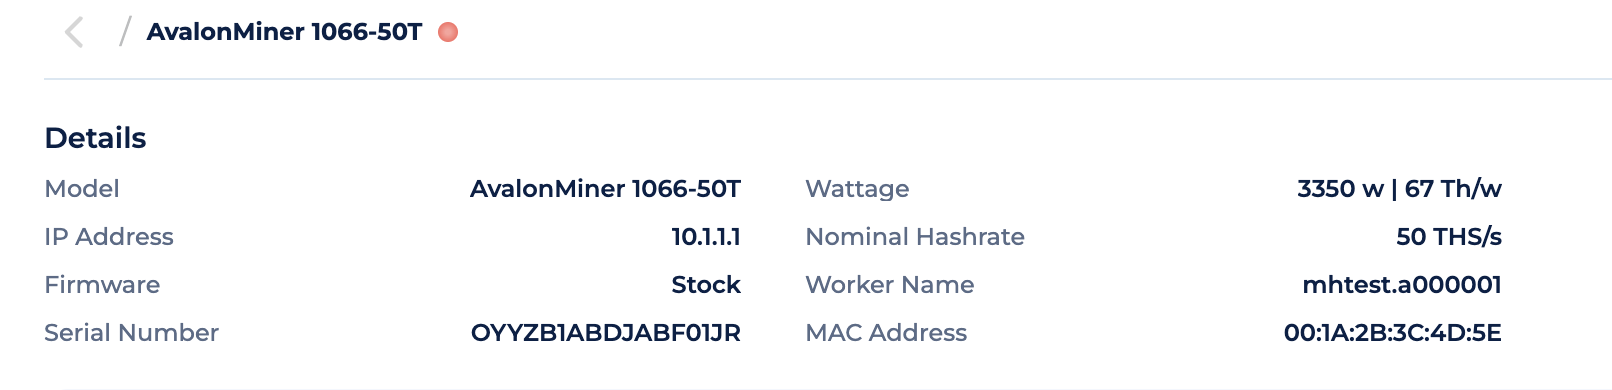 / AvalonMiner 1066-50T
Details
Model AvalonMiner 1066-50T Wattage 3350 w | 67 Th/w
IP Address 10.1.1.1 Nominal Hashrate 50 THS/s
Firmware Stock Worker Name mhtest.a000001
Serial Number OYYZB1ABDJABF01JR MAC Address 00:1A:2B:3C:4D:5E